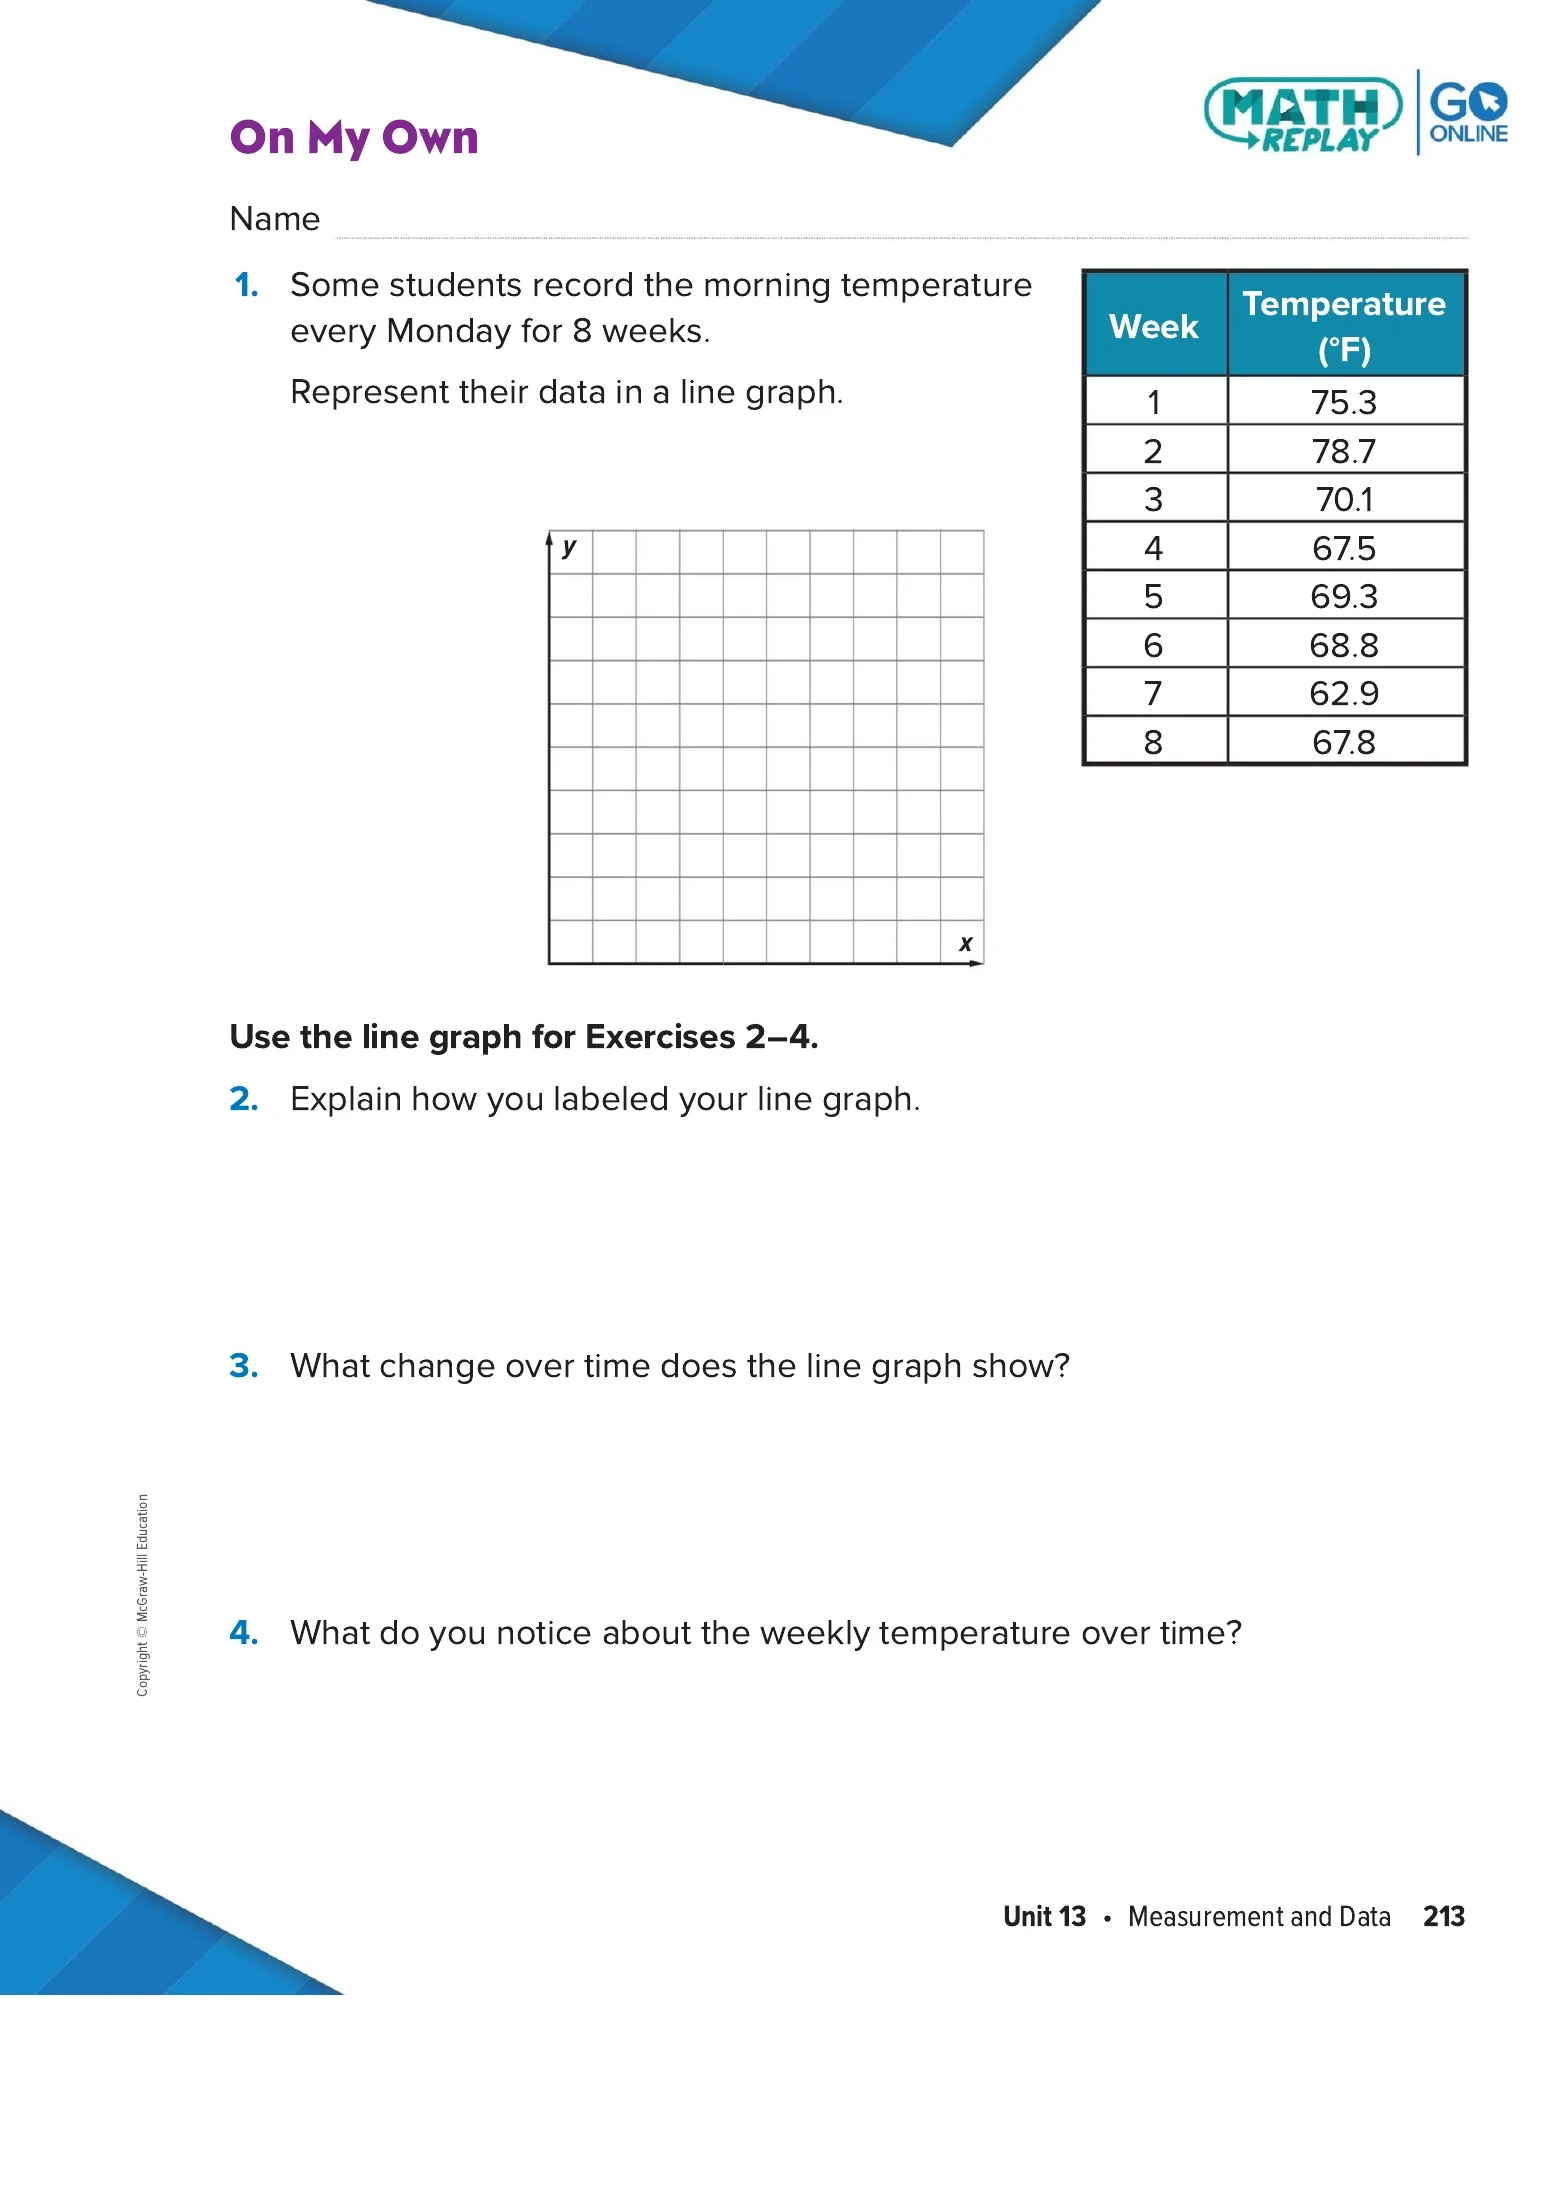 MATH
REPLAY
GO
ONLINE
On My Own
Name
1. Some students record the morning temperature
every Monday for 8 weeks.
Represent their data in a line graph.
Week Temperature
(°F)
1 75.3
2 78.7
3 70.1
4 67.5
5 69.3
6 68.8
7 62.9
8 67.8
y
x
Use the line graph for Exercises 2–4.
2. Explain how you labeled your line graph.
3. What change over time does the line graph show?
4. What do you notice about the weekly temperature over time?
Copyright © McGraw-Hill Education
Unit 13 • Measurement and Data 213